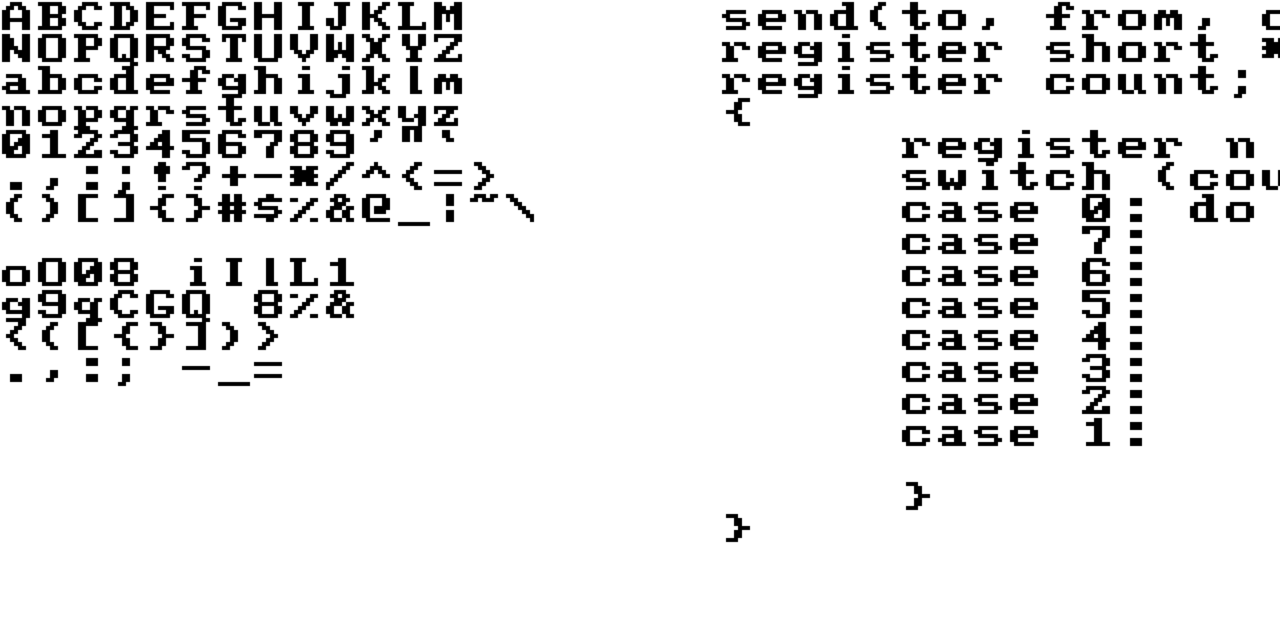 ABCDEFGHIJKLM
NOPQRSTUVWXYZ
abcdefghijklm
nopqrstuvwxyz
0123456789'"`
.,:;!?+-*/^<=>
()[]{}#$%&@_¦~\
oO08 iIlL1
g9qCGQ 8%&
<([{}])>
.,:; -_=
send(to, from, c
register short *
register count;
{
register n
switch (cou
case 0: do
case 7:
case 6:
case 5:
case 4:
case 3:
case 2:
case 1:
}
}